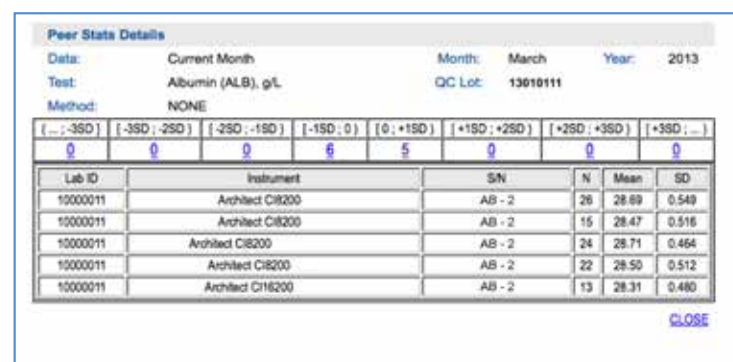 Peer Stats Details
Data: Current Month Month: March Year: 2013
Test: Albumin (ALB), g/L QC Lot: 13010111
Method: NONE
( ... ; -3SD ] [ -3SD ; -2SD ) [ -2SD ; -1SD ) [ -1SD ; 0 ) [ 0 ; +1SD ) [ +1SD ; +2SD ) [ +2SD ; +3SD ) [ +3SD ; ... )
0 0 0 6 5 0 0 0
Lab ID Instrument S/N N Mean SD
10000011 Architect CI8200 AB - 2 26 28.69 0.549
10000011 Architect CI8200 AB - 2 15 28.47 0.516
10000011 Architect CI8200 AB - 2 24 28.71 0.464
10000011 Architect CI8200 AB - 2 22 28.50 0.512
10000011 Architect CI16200 AB - 2 13 28.31 0.480
CLOSE